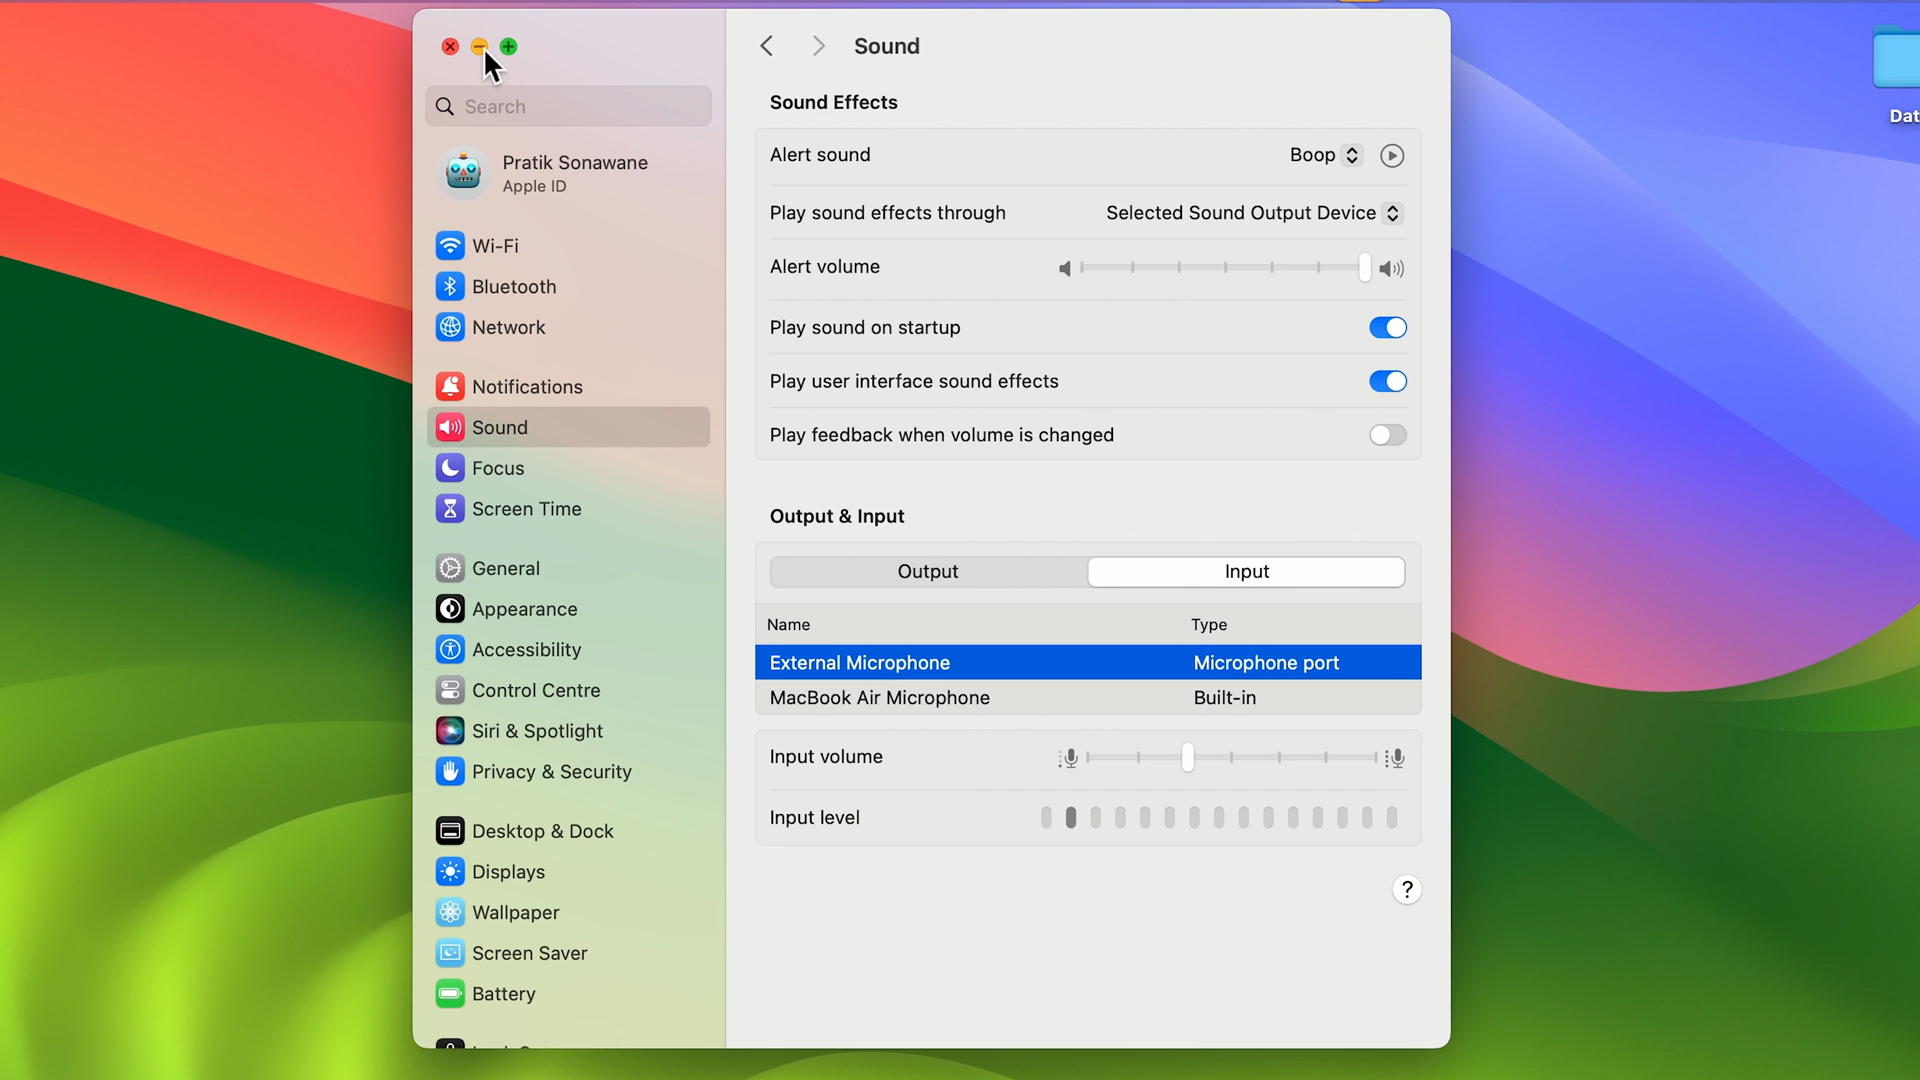 Sound
Search
Pratik Sonawane
Apple ID
Wi-Fi
Bluetooth
Network
Notifications
Sound
Focus
Screen Time
General
Appearance
Accessibility
Control Centre
Siri & Spotlight
Privacy & Security
Desktop & Dock
Displays
Wallpaper
Screen Saver
Battery
Sound Effects
Alert sound Boop
Play sound effects through Selected Sound Output Device
Alert volume
Play sound on startup
Play user interface sound effects
Play feedback when volume is changed
Output & Input
Output Input
Name Type
External Microphone Microphone port
MacBook Air Microphone Built-in
Input volume
Input level
?
Dat